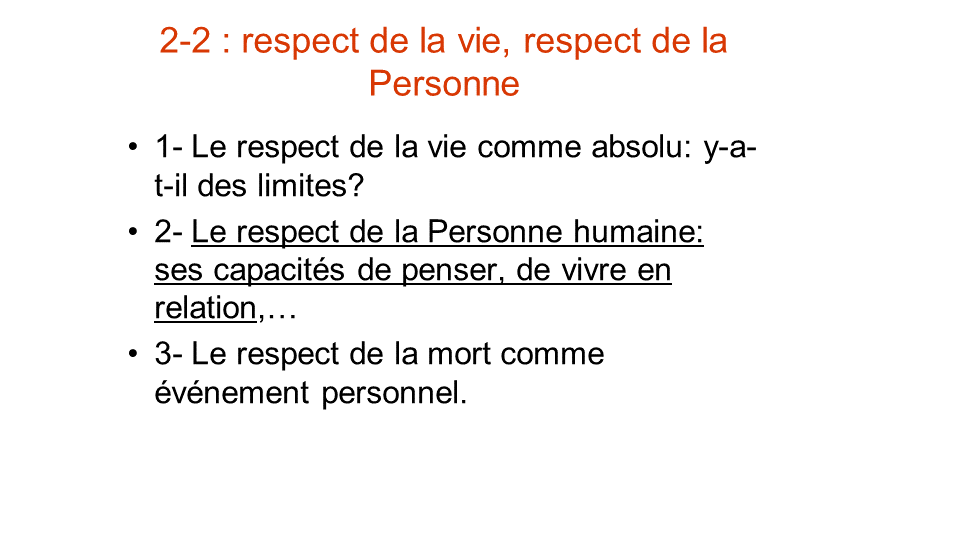 2-2 : respect de la vie, respect de la
Personne
• 1- Le respect de la vie comme absolu: y-a-
t-il des limites?
• 2- Le respect de la Personne humaine:
ses capacités de penser, de vivre en
relation,…
• 3- Le respect de la mort comme
événement personnel.